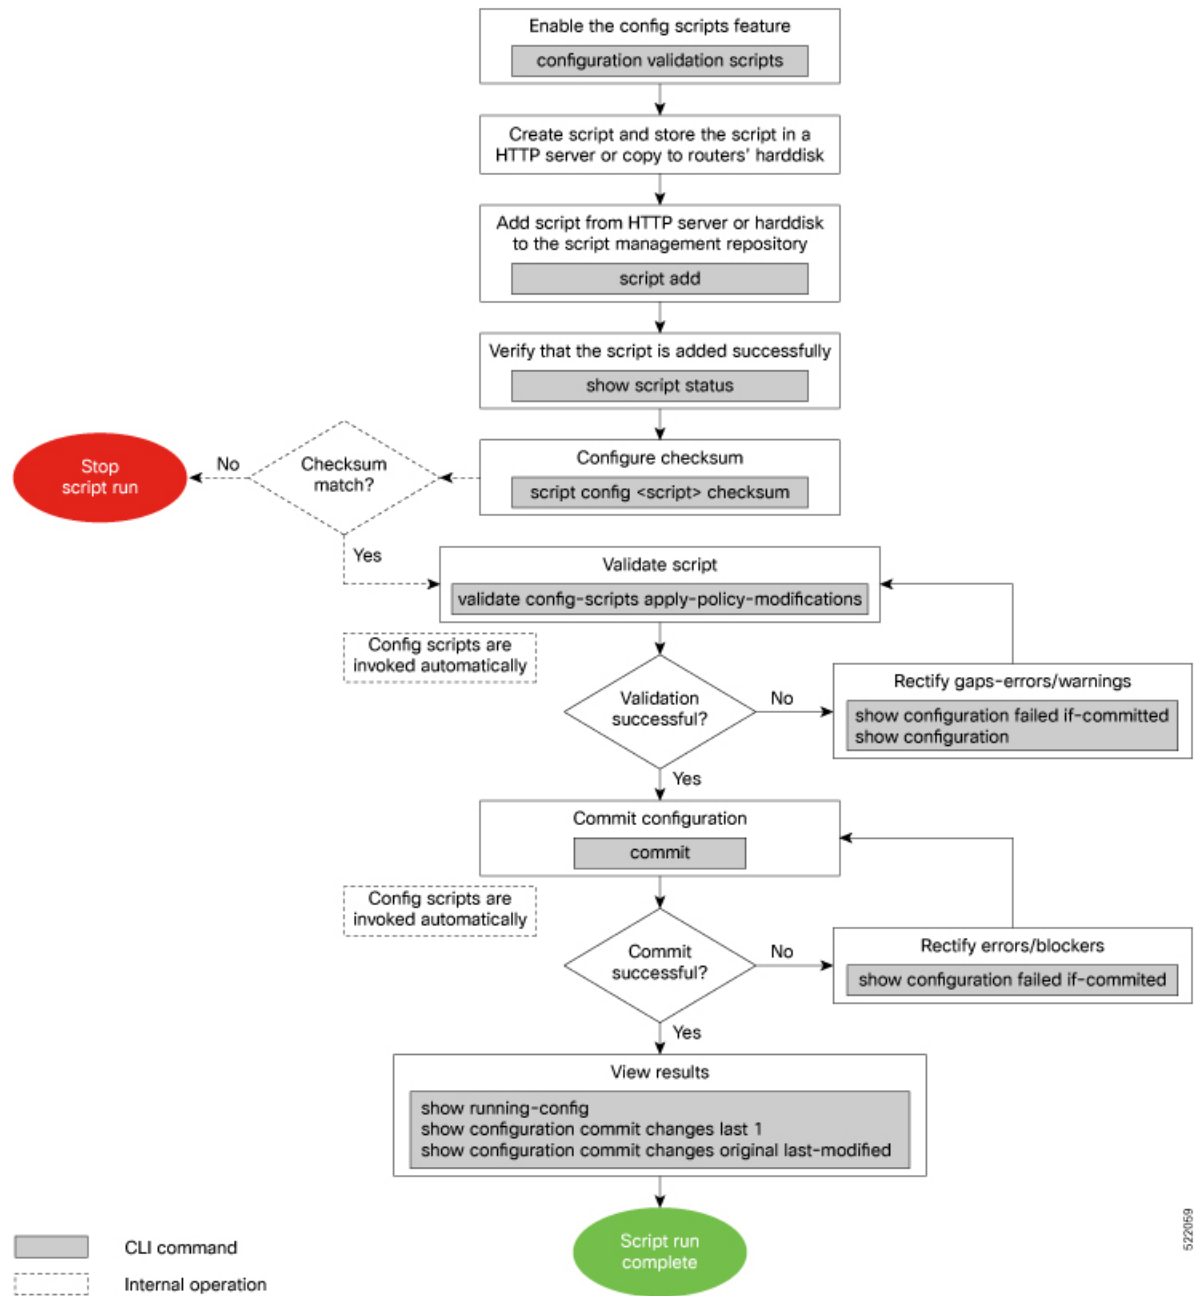 Enable the config scripts feature
configuration validation scripts
Create script and store the script in a
HTTP server or copy to routers' harddisk
Add script from HTTP server or harddisk
to the script management repository
script add
Verify that the script is added successfully
show script status
Configure checksum
script config <script> checksum
Checksum
match?
No
Stop
script run
Yes
Validate script
validate config-scripts apply-policy-modifications
Config scripts are
invoked automatically
Validation
successful?
No
Rectify gaps-errors/warnings
show configuration failed if-committed
show configuration
Yes
Commit configuration
commit
Config scripts are
invoked automatically
Commit
successful?
No
Rectify errors/blockers
show configuration failed if-commited
Yes
View results
show running-config
show configuration commit changes last 1
show configuration commit changes original last-modified
Script run
complete
CLI command
Internal operation
522059